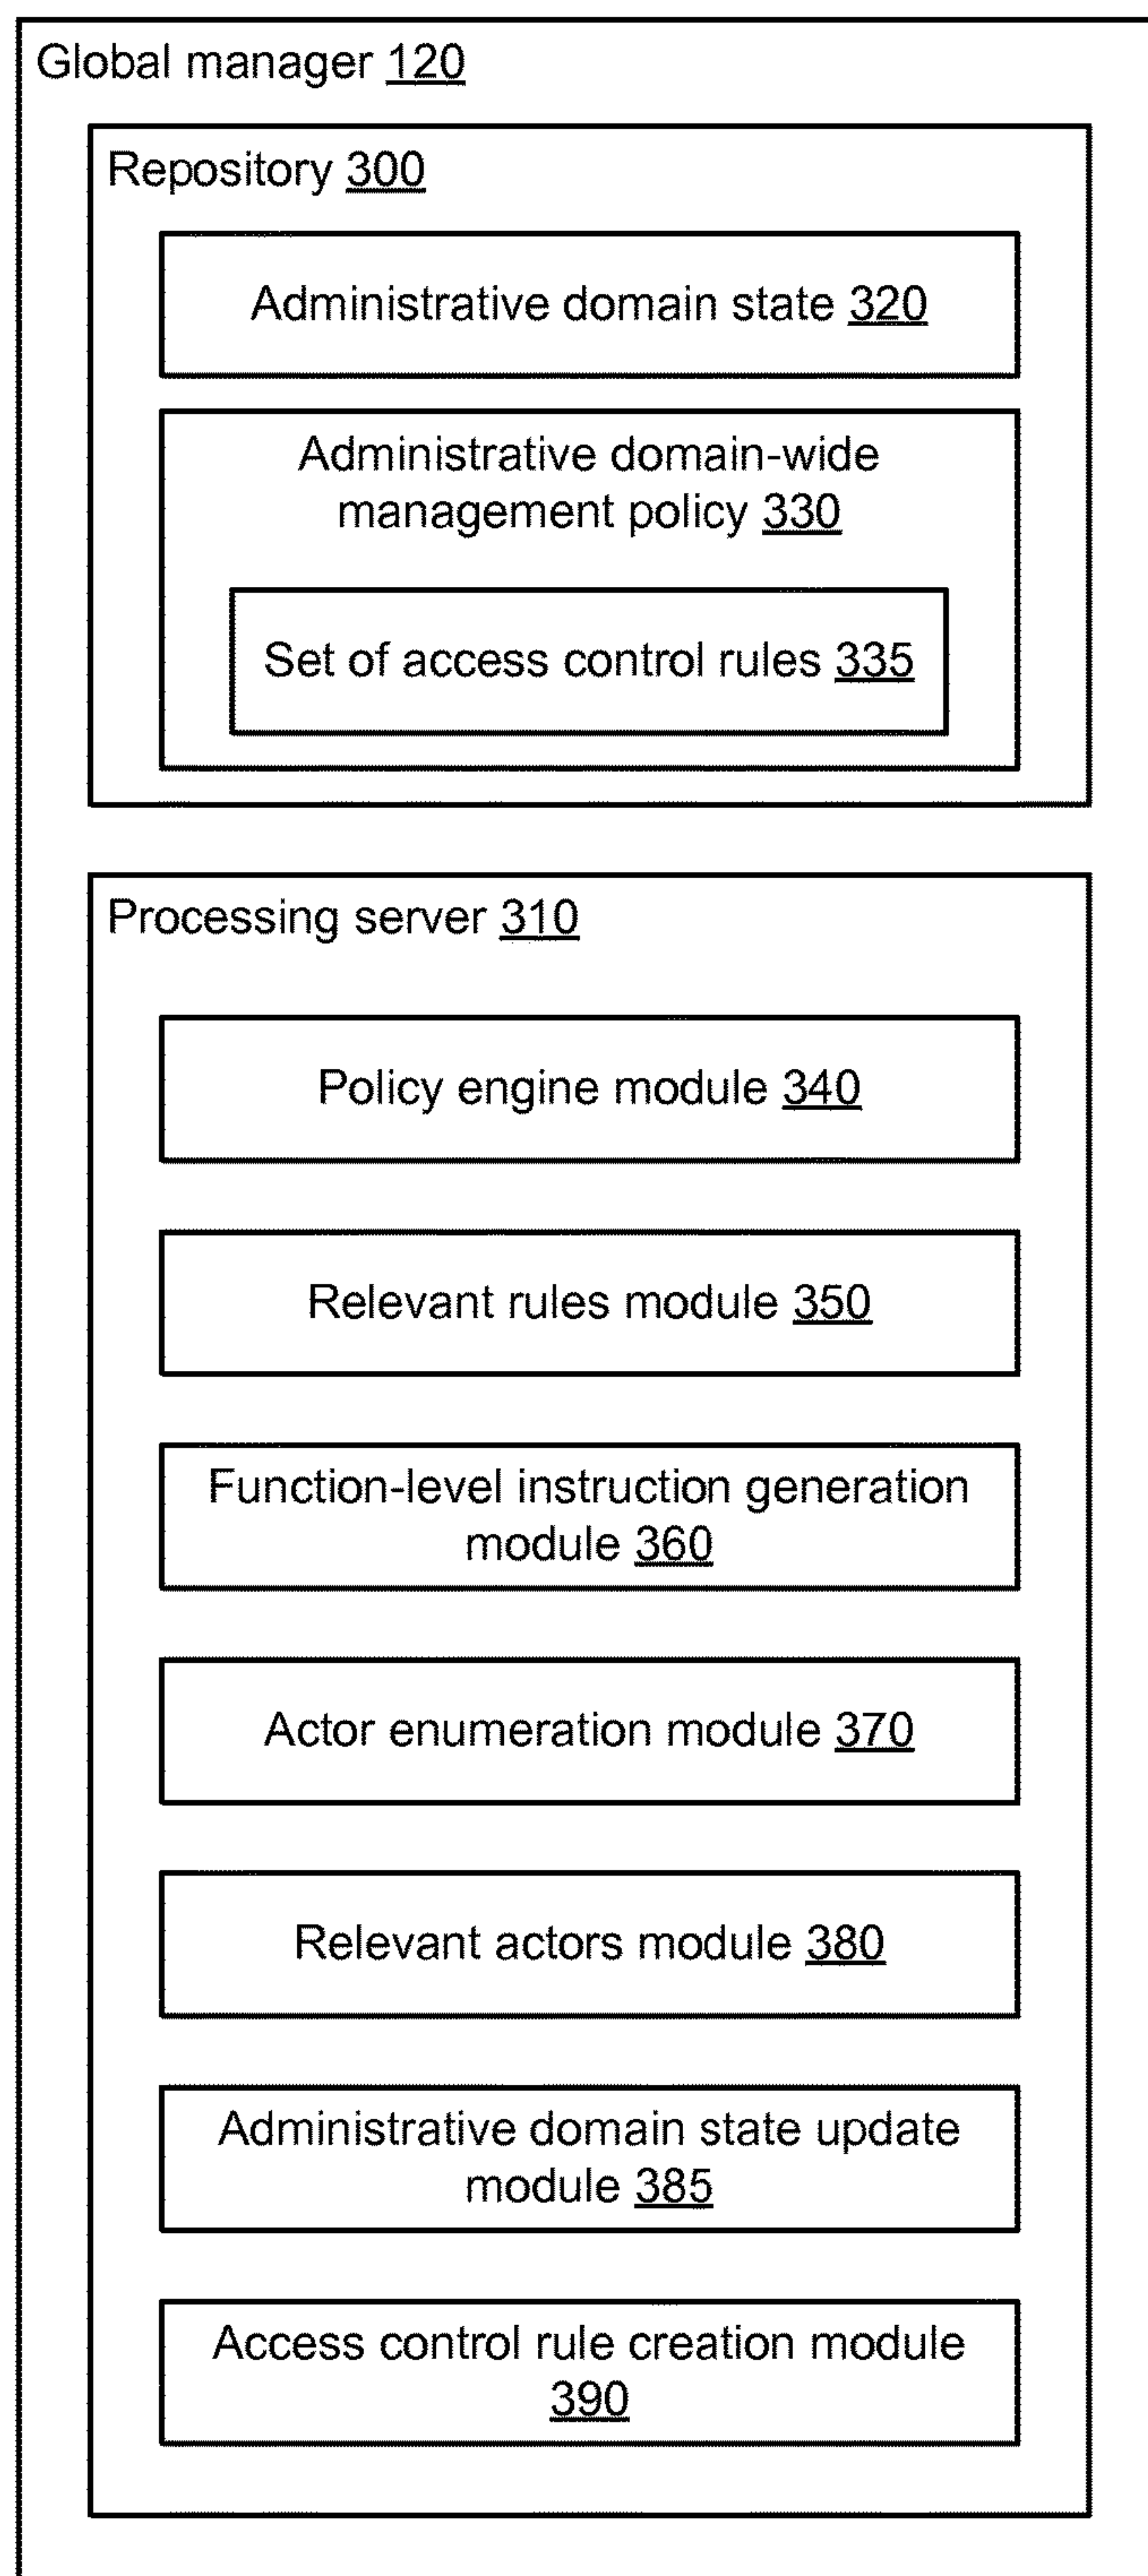 Global manager 120
Repository 300
Administrative domain state 320
Administrative domain-wide
management policy 330
Set of access control rules 335
Processing server 310
Policy engine module 340
Relevant rules module 350
Function-level instruction generation
module 360
Actor enumeration module 370
Relevant actors module 380
Administrative domain state update
module 385
Access control rule creation module
390